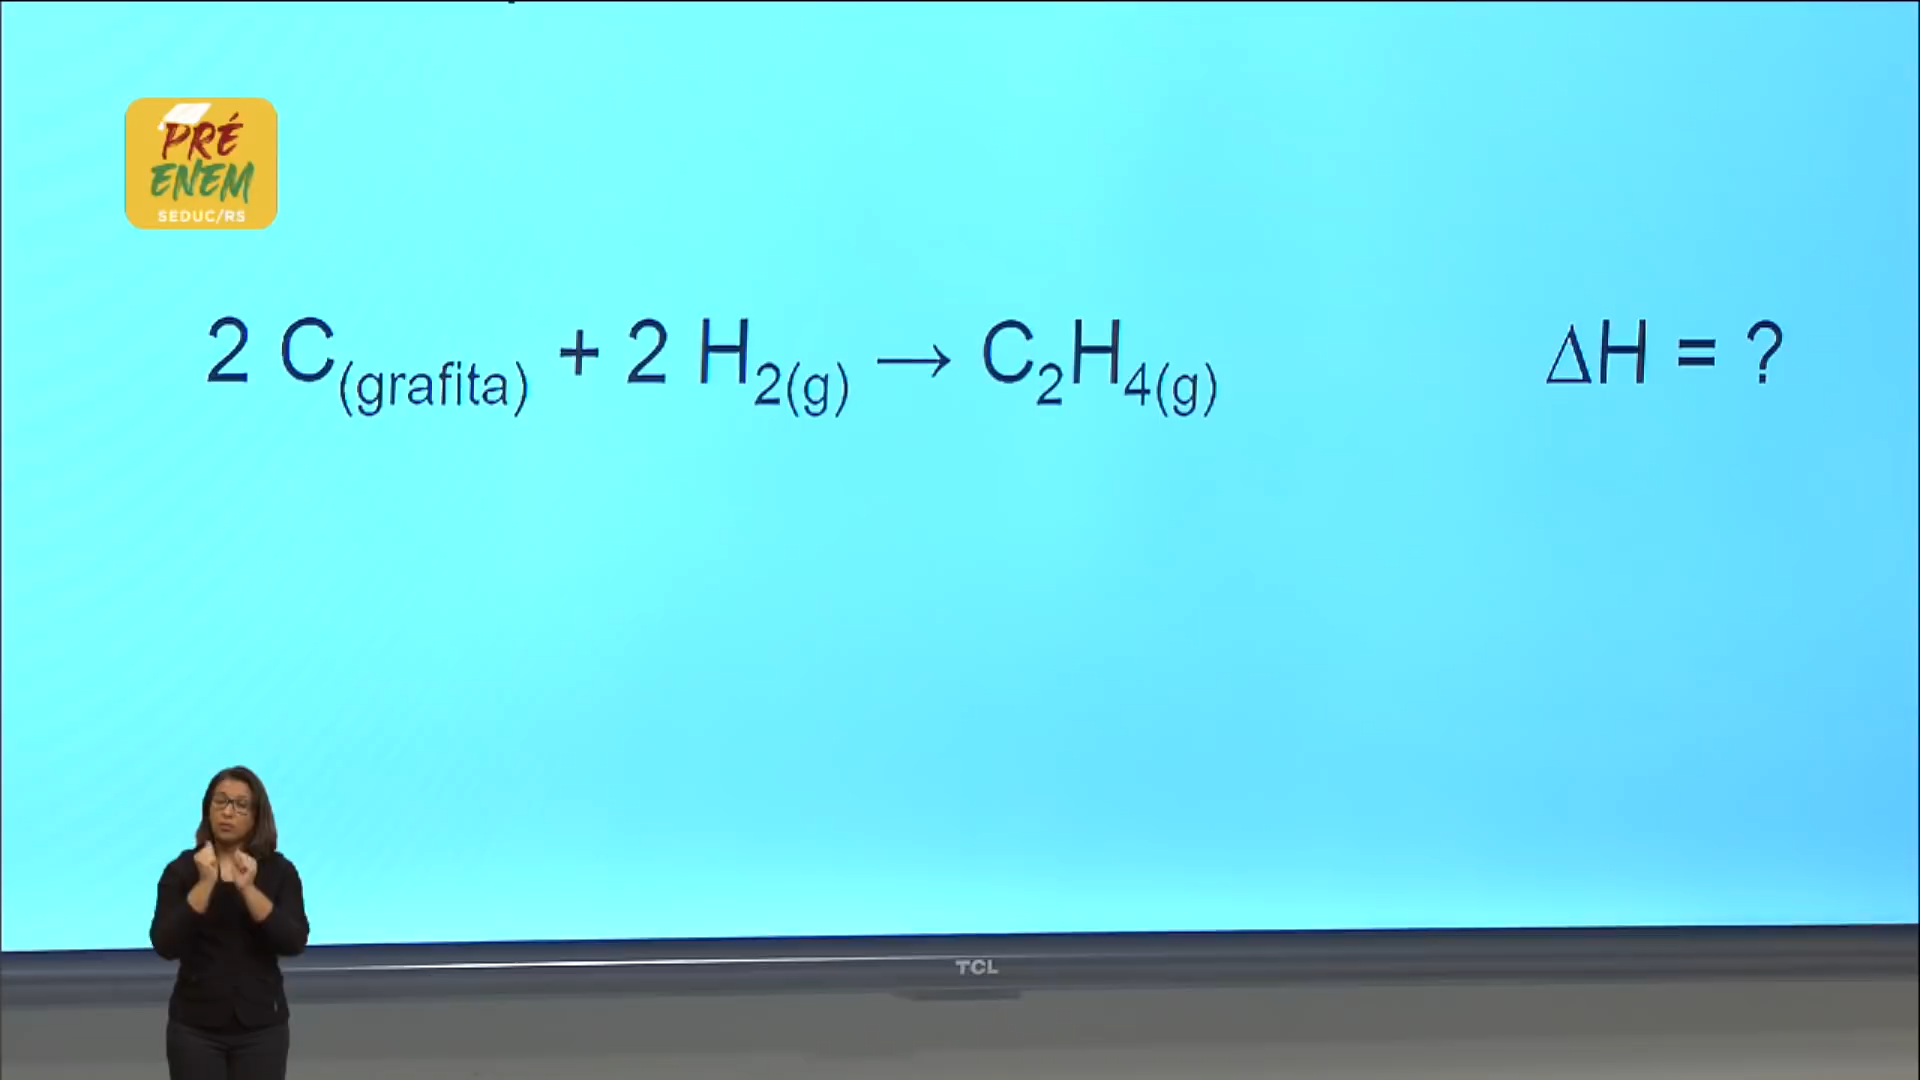 PRÉ
ENEM
SEDUC/RS
2 C(grafita) + 2 H2(g) → C2H4(g) ΔH = ?
TCL